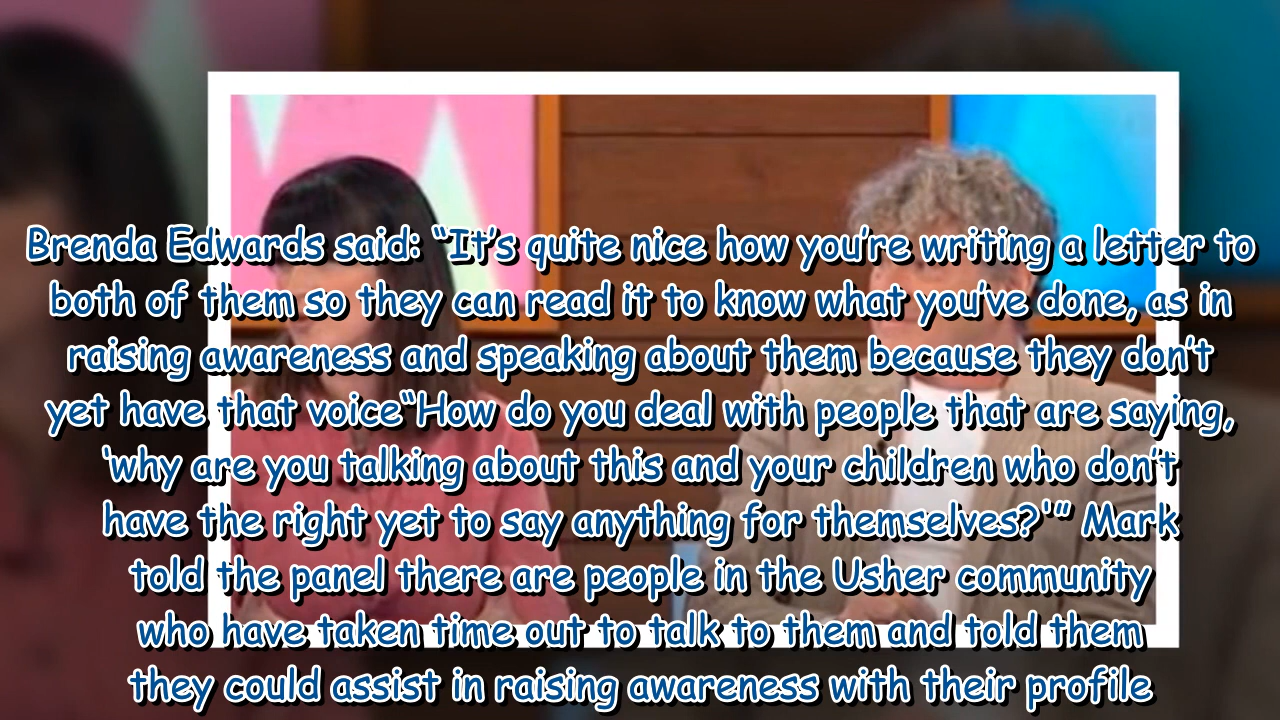 Brenda Edwards said: “It’s quite nice how you’re writing a letter to
both of them so they can read it to know what you’ve done, as in
raising awareness and speaking about them because they don’t
yet have that voice“How do you deal with people that are saying,
‘why are you talking about this and your children who don’t
have the right yet to say anything for themselves?'” Mark
told the panel there are people in the Usher community
who have taken time out to talk to them and told them
they could assist in raising awareness with their profile